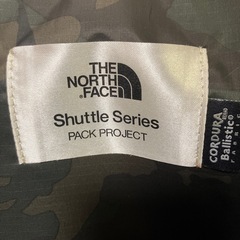 THE
NORTH
FACE
Shuttle Series
PACK PROJECT
CORDURA
Ballistic®